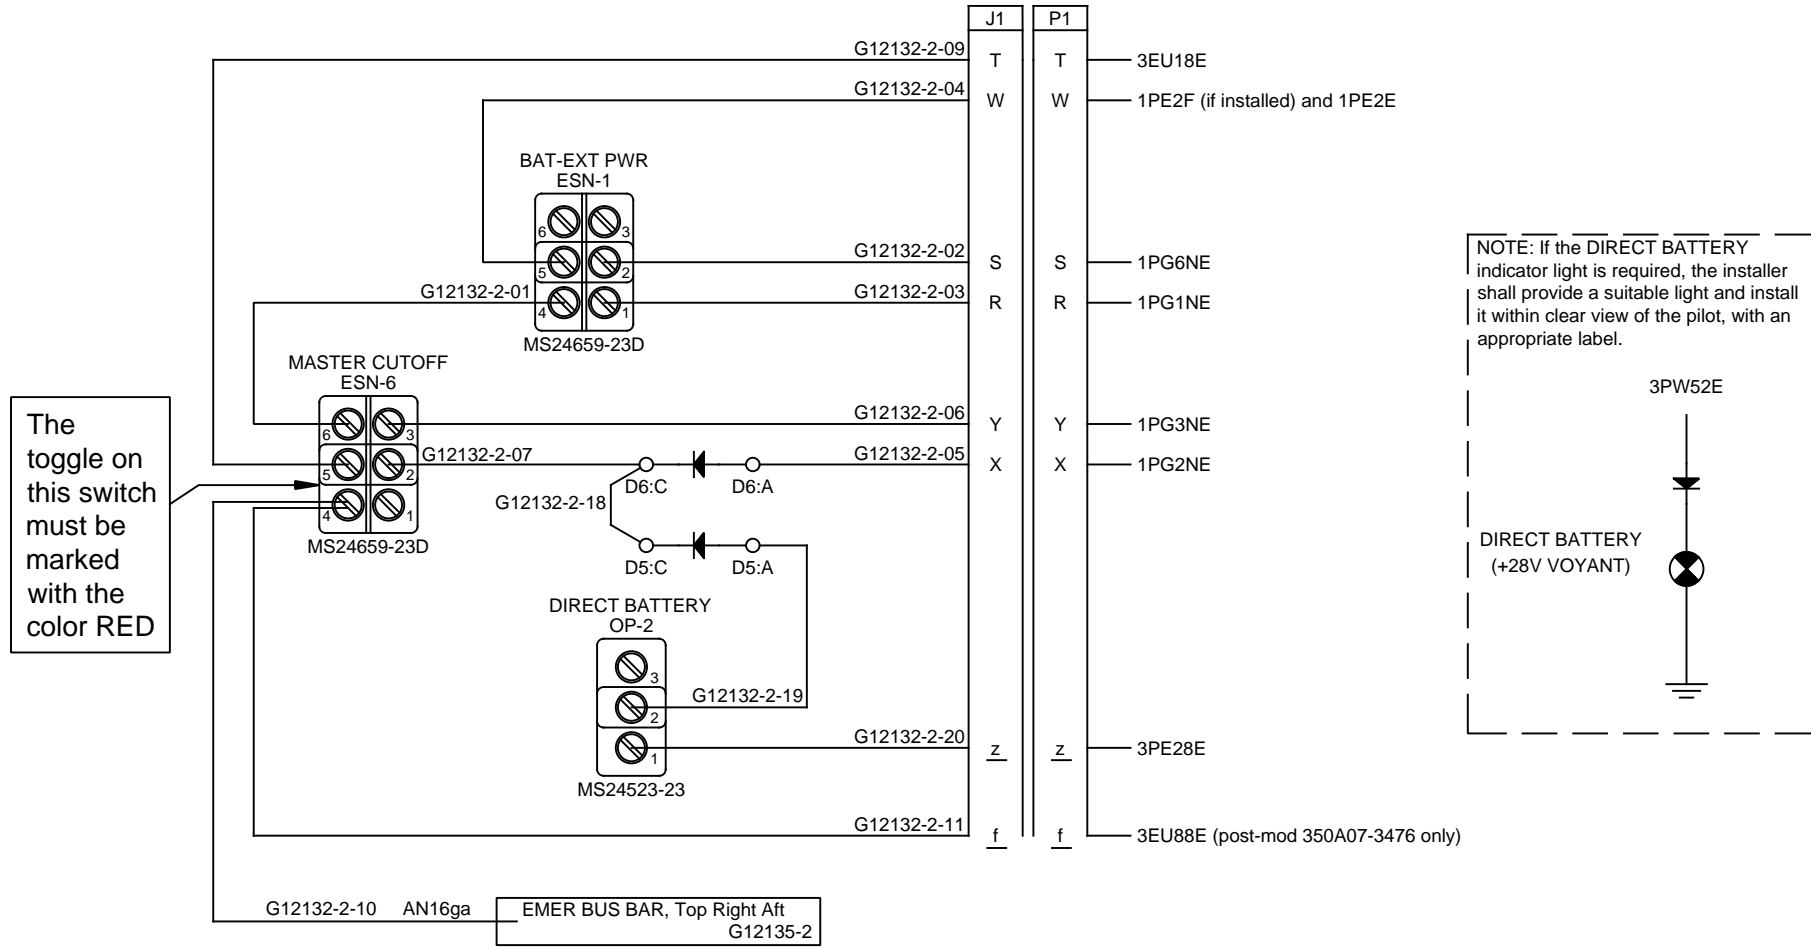 J1 P1
G12132-2-09 T T 3EU18E
G12132-2-04 W W 1PE2F (if installed) and 1PE2E
BAT-EXT PWR
ESN-1
6 3
5 2
4 1
MS24659-23D
G12132-2-02 S S 1PG6NE
G12132-2-01
G12132-2-03 R R 1PG1NE
MASTER CUTOFF
ESN-6
6 3
5 2
4 1
MS24659-23D
The
toggle on
this switch
must be
marked
with the
color RED
G12132-2-06 Y Y 1PG3NE
G12132-2-07
G12132-2-05 X X 1PG2NE
D6:C D6:A
G12132-2-18
D5:C D5:A
DIRECT BATTERY
OP-2
3
2
1
MS24523-23
G12132-2-19
G12132-2-20 z z 3PE28E
G12132-2-11 f f 3EU88E (post-mod 350A07-3476 only)
G12132-2-10 AN16ga
EMER BUS BAR, Top Right Aft
G12135-2
NOTE: If the DIRECT BATTERY
indicator light is required, the installer
shall provide a suitable light and install
it within clear view of the pilot, with an
appropriate label.
3PW52E
DIRECT BATTERY
(+28V VOYANT)